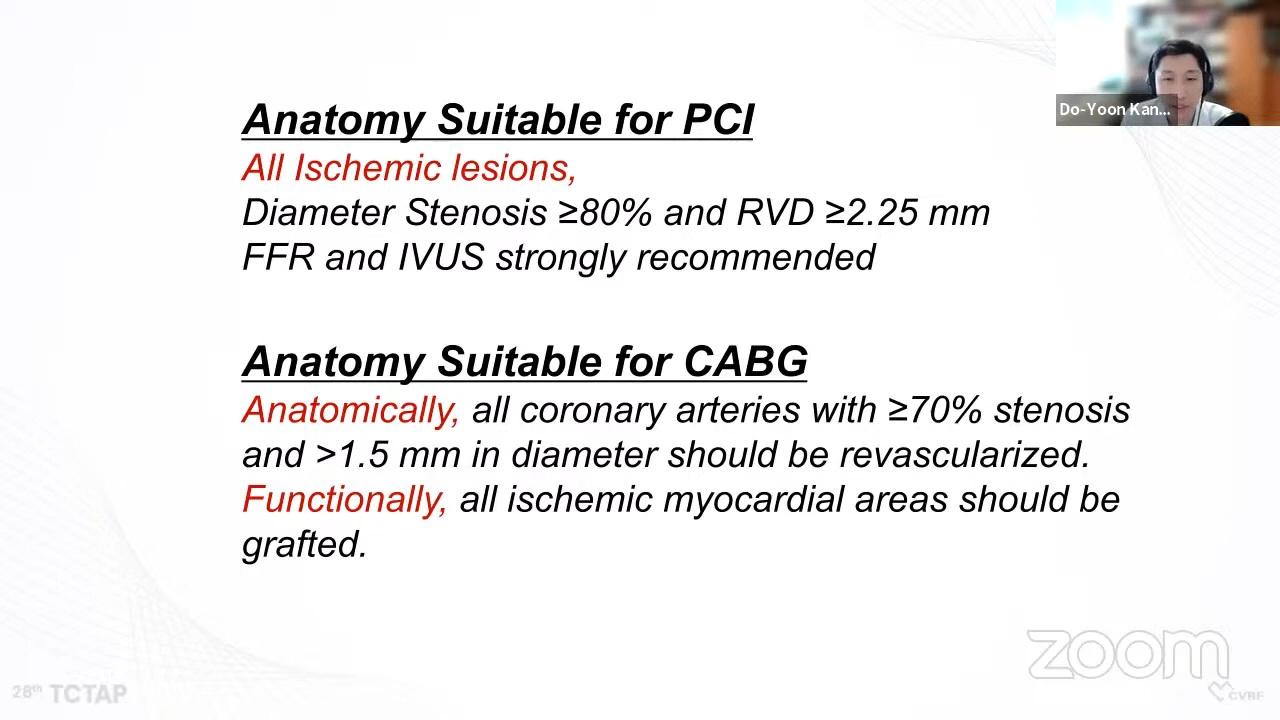 Anatomy Suitable for PCI
All Ischemic lesions,
Diameter Stenosis ≥80% and RVD ≥2.25 mm
FFR and IVUS strongly recommended
Anatomy Suitable for CABG
Anatomically, all coronary arteries with ≥70% stenosis
and >1.5 mm in diameter should be revascularized.
Functionally, all ischemic myocardial areas should be
grafted.
Do-Yoon Kan...
zoom
28th TCTAP
CVRF